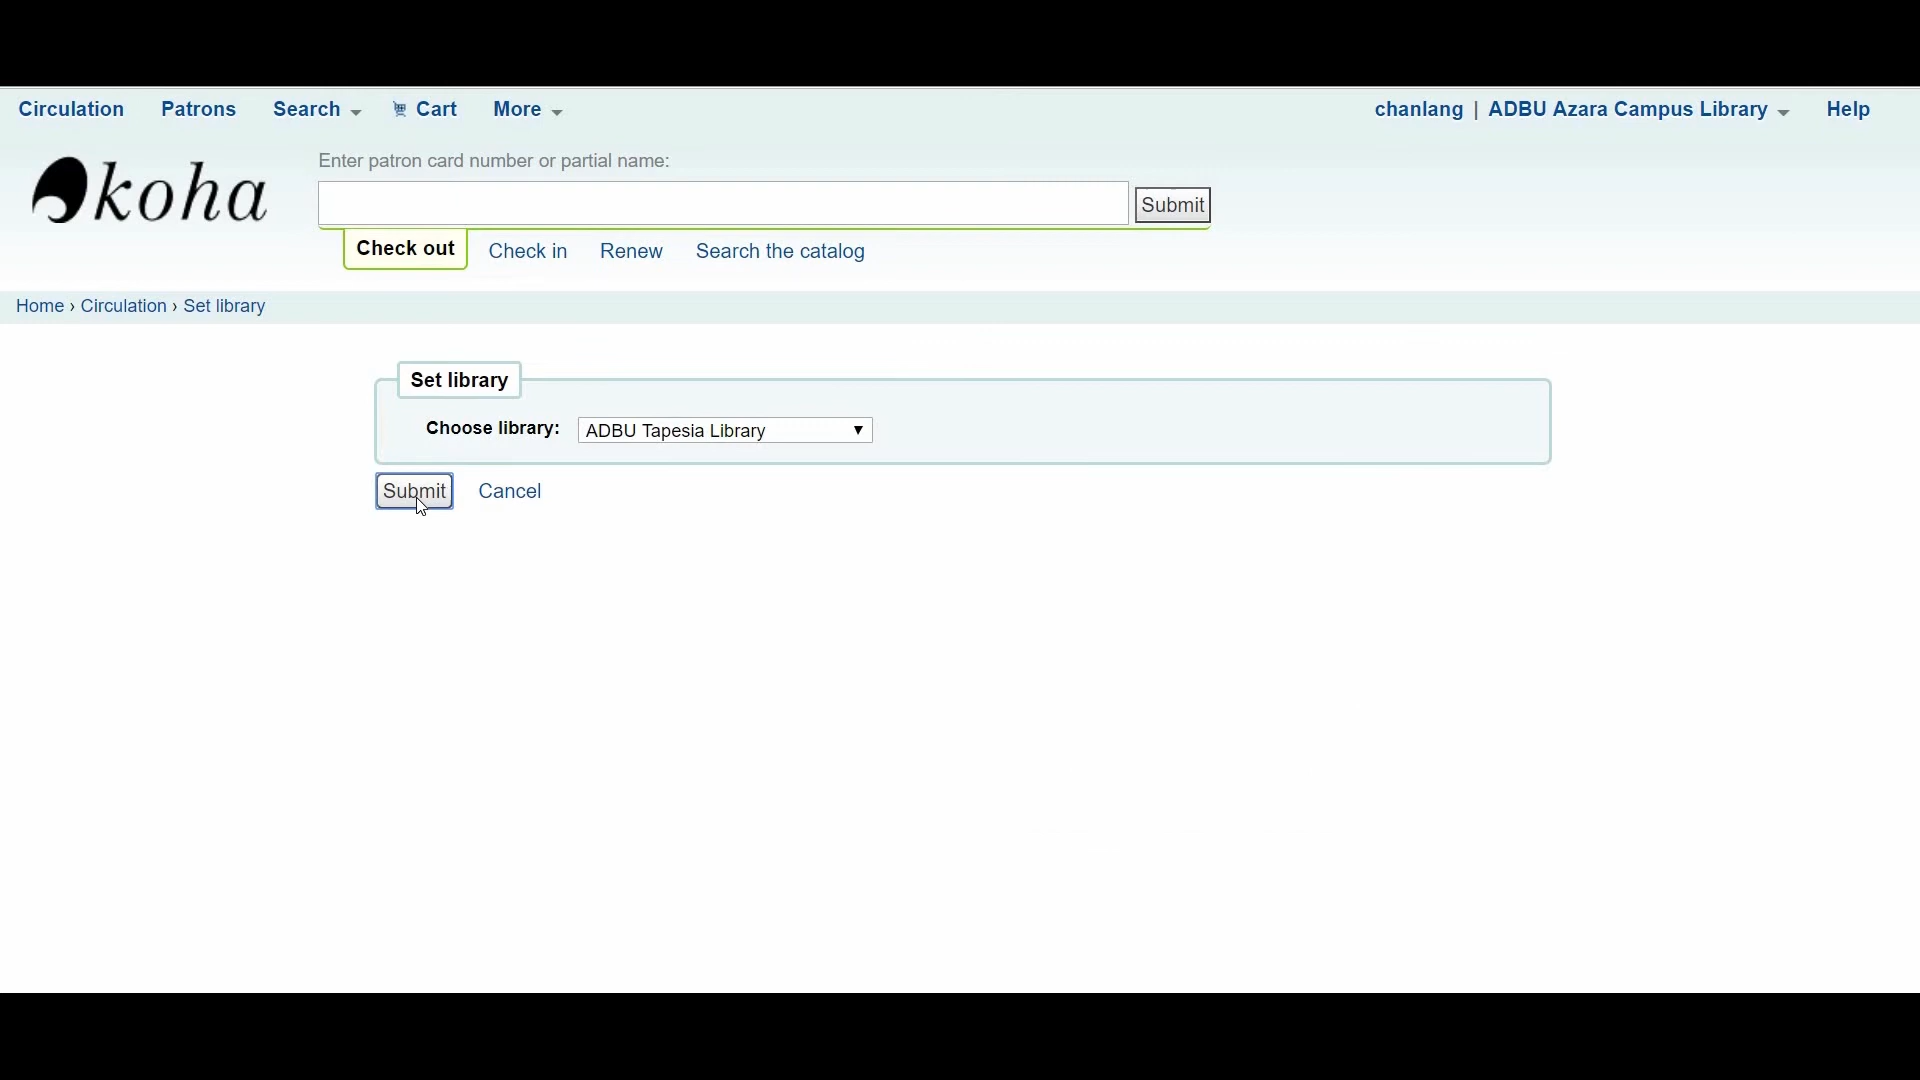 Circulation Patrons Search Cart More chanlang | ADBU Azara Campus Library Help
koha
Enter patron card number or partial name:
Submit
Check out Check in Renew Search the catalog
Home › Circulation › Set library
Set library
Choose library: ADBU Tapesia Library
Submit Cancel